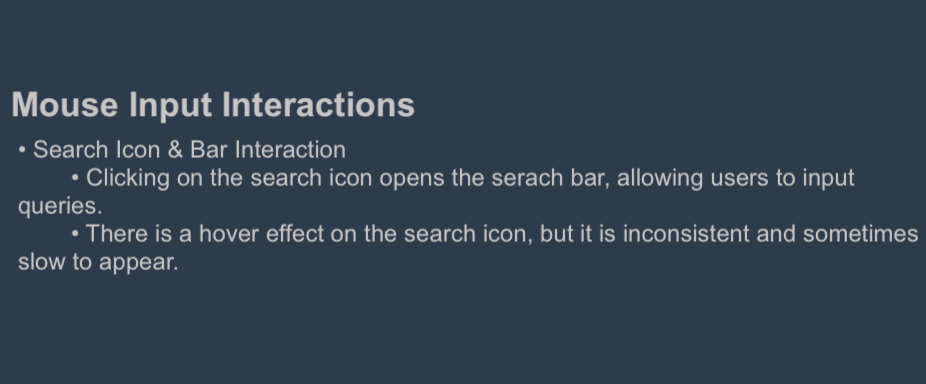 Mouse Input Interactions
• Search Icon & Bar Interaction
• Clicking on the search icon opens the serach bar, allowing users to input
queries.
• There is a hover effect on the search icon, but it is inconsistent and sometimes
slow to appear.